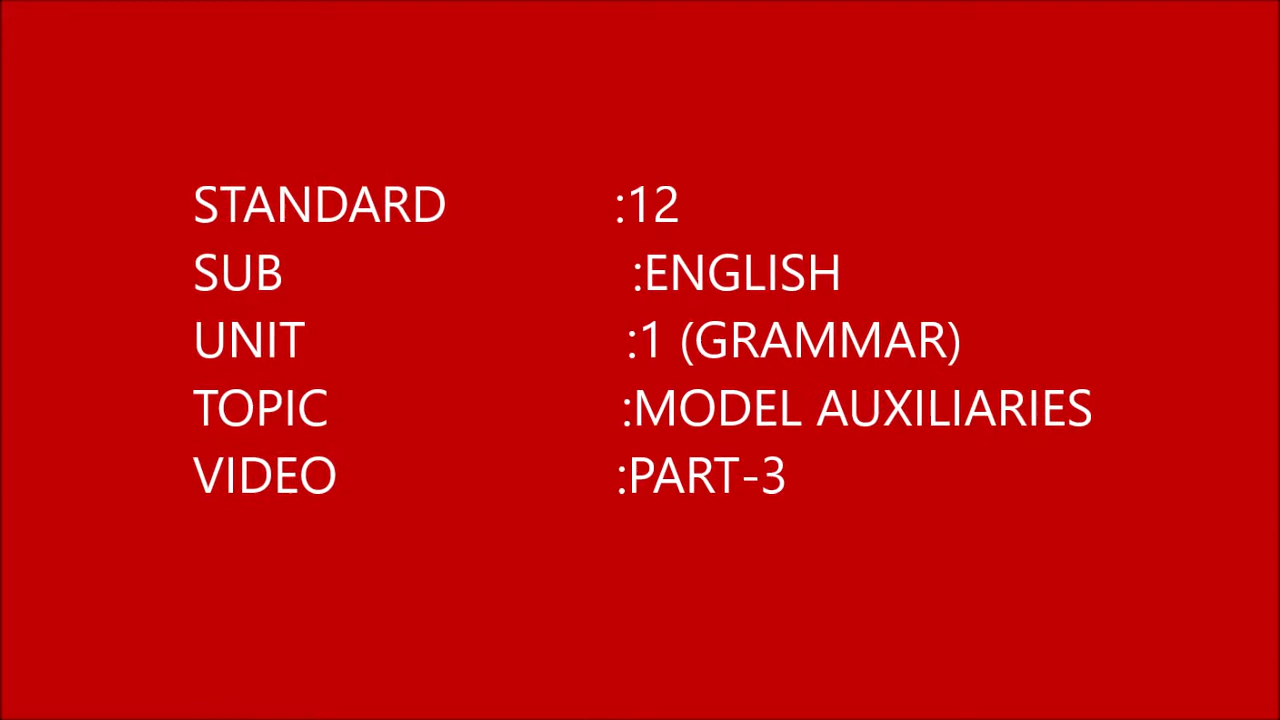 STANDARD :12
SUB :ENGLISH
UNIT :1 (GRAMMAR)
TOPIC :MODEL AUXILIARIES
VIDEO :PART-3